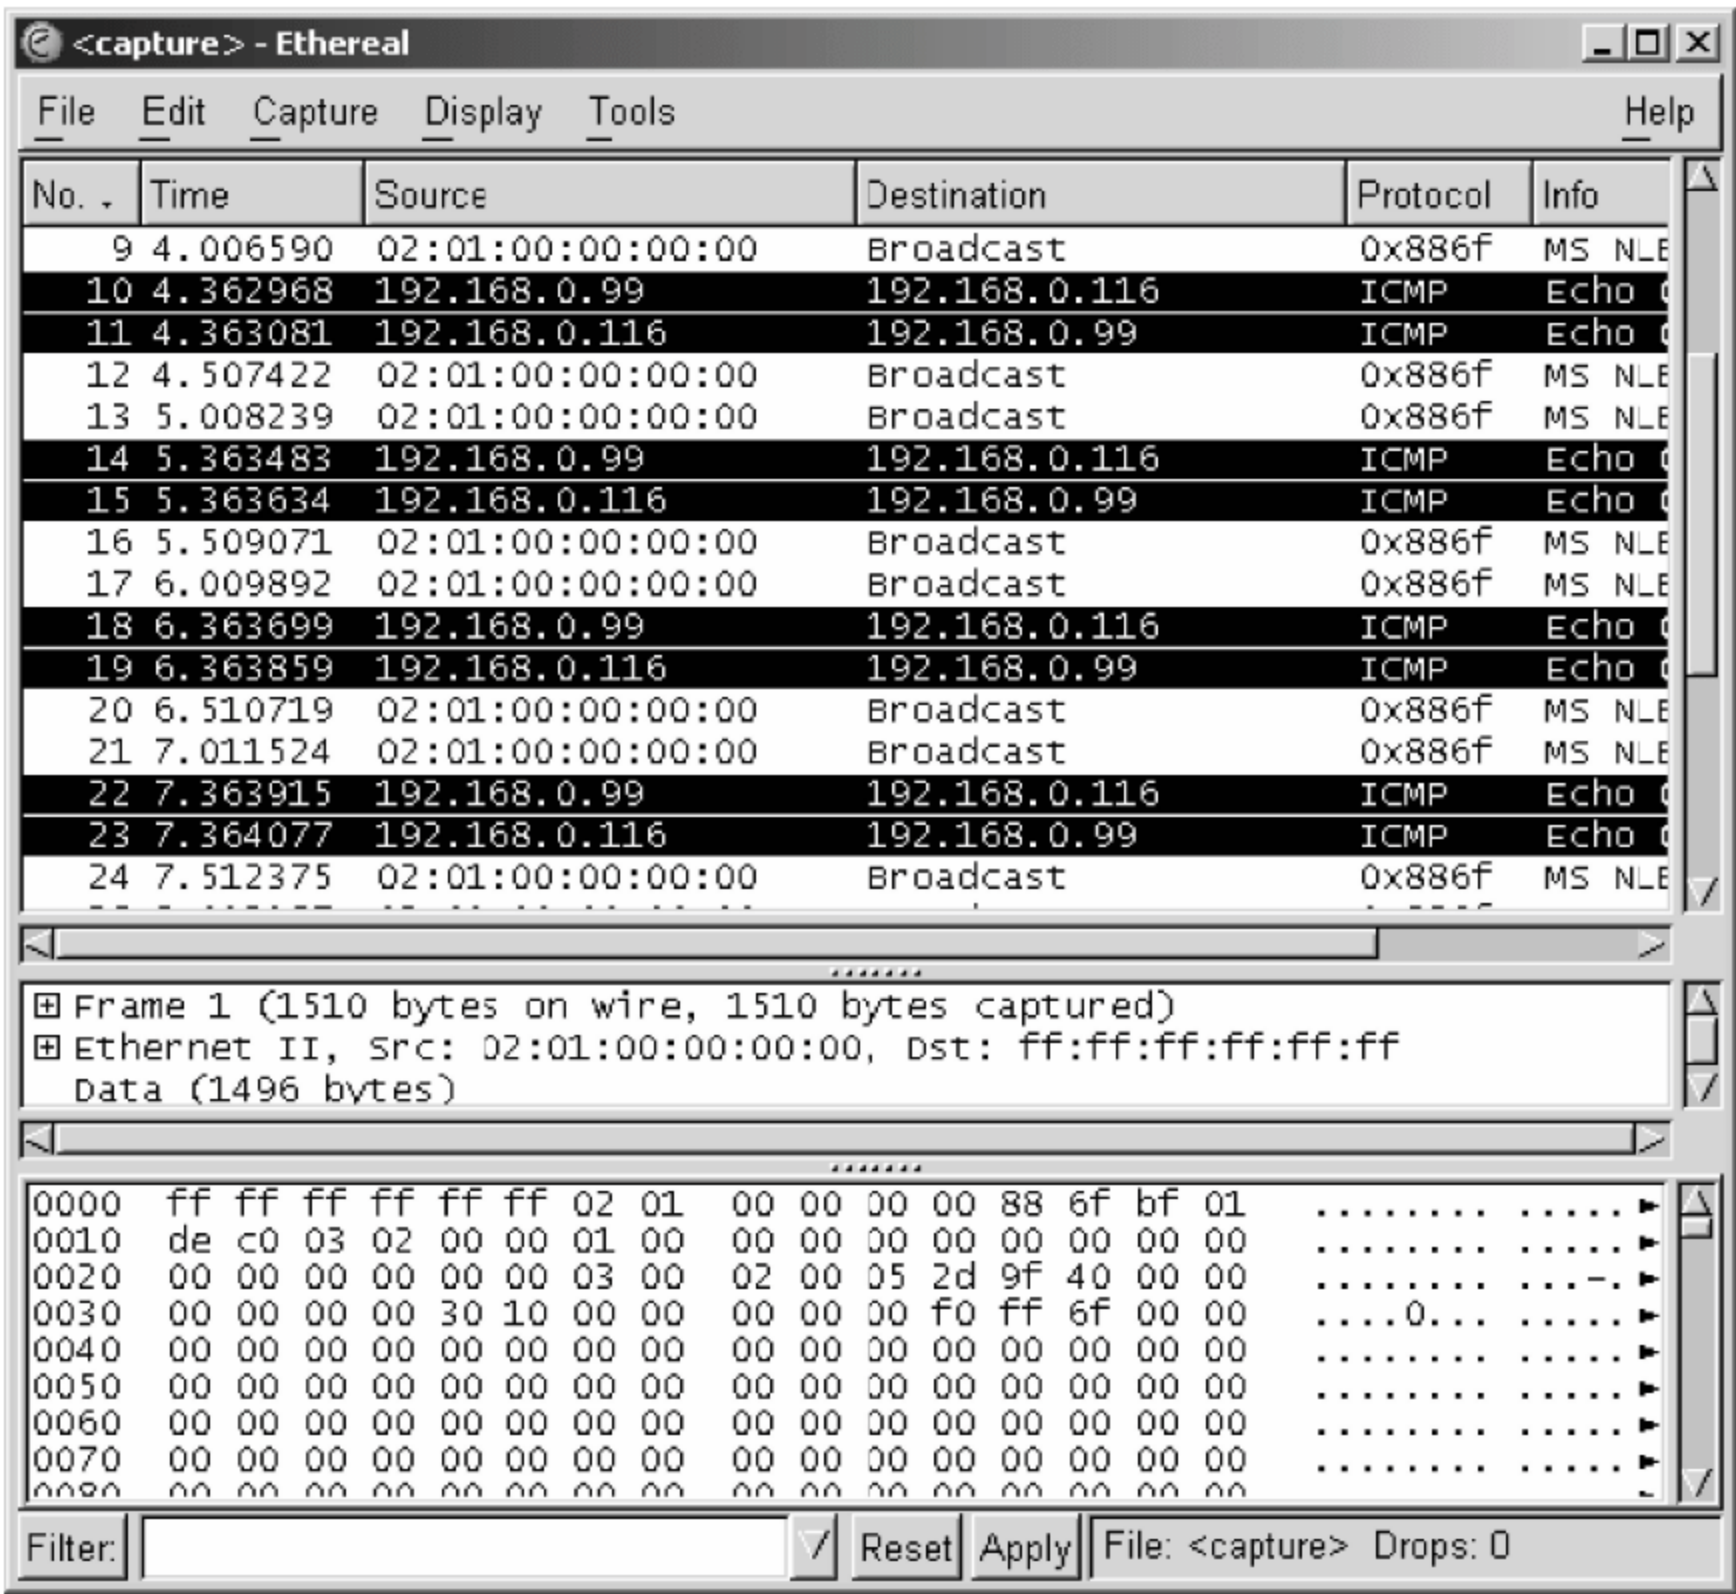 <capture> - Ethereal
File Edit Capture Display Tools Help
No. Time Source Destination Protocol Info
9 4.006590 02:01:00:00:00:00 Broadcast 0x886f MS NLB
10 4.362968 192.168.0.99 192.168.0.116 ICMP Echo
11 4.363081 192.168.0.116 192.168.0.99 ICMP Echo
12 4.507422 02:01:00:00:00:00 Broadcast 0x886f MS NLB
13 5.008239 02:01:00:00:00:00 Broadcast 0x886f MS NLB
14 5.363483 192.168.0.99 192.168.0.116 ICMP Echo
15 5.363634 192.168.0.116 192.168.0.99 ICMP Echo
16 5.509071 02:01:00:00:00:00 Broadcast 0x886f MS NLB
17 6.009892 02:01:00:00:00:00 Broadcast 0x886f MS NLB
18 6.363699 192.168.0.99 192.168.0.116 ICMP Echo
19 6.363859 192.168.0.116 192.168.0.99 ICMP Echo
20 6.510719 02:01:00:00:00:00 Broadcast 0x886f MS NLB
21 7.011524 02:01:00:00:00:00 Broadcast 0x886f MS NLB
22 7.363915 192.168.0.99 192.168.0.116 ICMP Echo
23 7.364077 192.168.0.116 192.168.0.99 ICMP Echo
24 7.512375 02:01:00:00:00:00 Broadcast 0x886f MS NLB
Frame 1 (1510 bytes on wire, 1510 bytes captured)
Ethernet II, Src: 02:01:00:00:00:00, Dst: ff:ff:ff:ff:ff:ff
Data (1496 bytes)
0000 ff ff ff ff ff ff 02 01 00 00 00 00 88 6f bf 01 ........ .....
0010 de c0 03 02 00 00 01 00 00 00 00 00 00 00 00 00 ........ .....
0020 00 00 00 00 00 00 03 00 02 00 05 2d 9f 40 00 00 ........ ...-.
0030 00 00 00 00 30 10 00 00 00 00 00 f0 ff 6f 00 00 ....0... .....
0040 00 00 00 00 00 00 00 00 00 00 00 00 00 00 00 00 ........ .....
0050 00 00 00 00 00 00 00 00 00 00 00 00 00 00 00 00 ........ .....
0060 00 00 00 00 00 00 00 00 00 00 00 00 00 00 00 00 ........ .....
0070 00 00 00 00 00 00 00 00 00 00 00 00 00 00 00 00 ........ .....
0080 00 00 00 00 00 00 00 00 00 00 00 00 00 00 00 00
Filter: Reset Apply File: <capture> Drops: 0